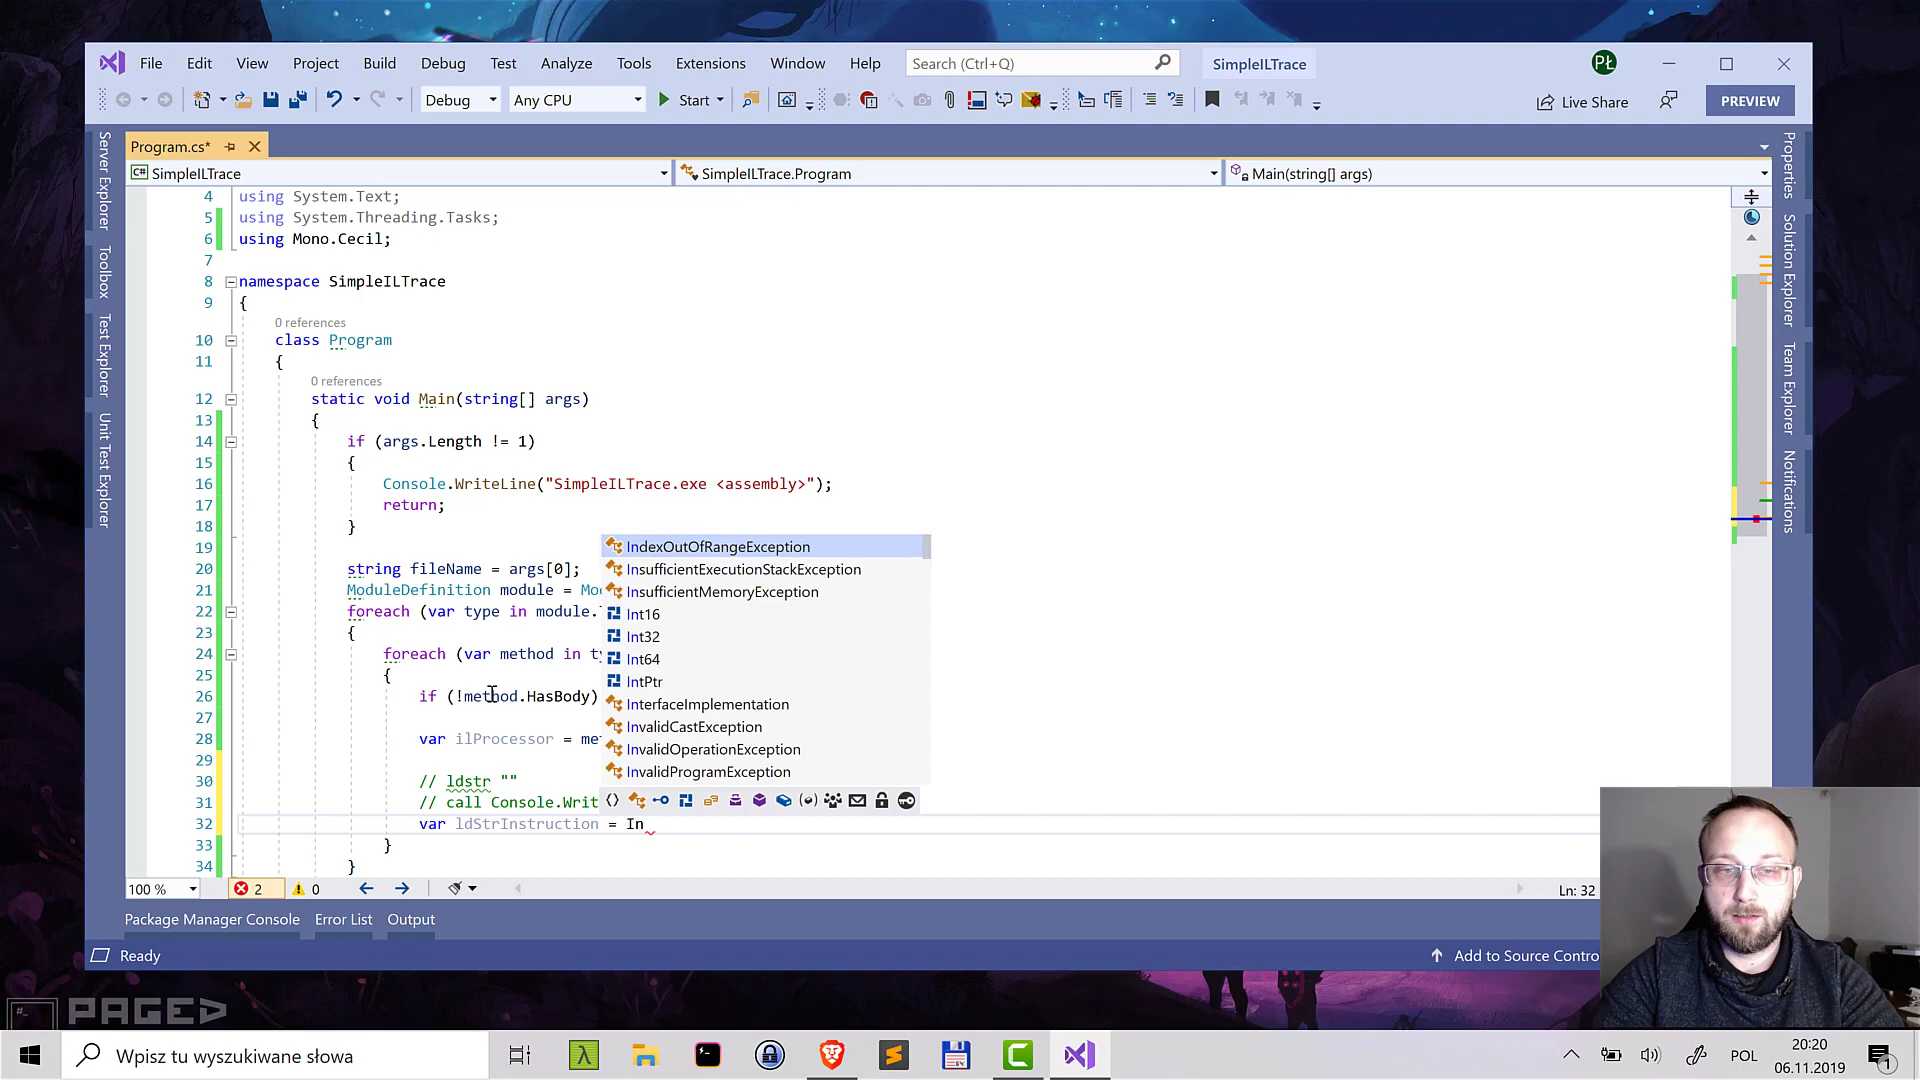 File Edit View Project Build Debug Test Analyze Tools Extensions Window Help Search (Ctrl+Q) SimpleILTrace PŁ
Debug Any CPU Start Live Share PREVIEW
Program.cs*
C# SimpleILTrace SimpleILTrace.Program Main(string[] args)
Server Explorer
Toolbox
Test Explorer
Unit Test Explorer
4 using System.Text;
5 using System.Threading.Tasks;
6 using Mono.Cecil;
7
8 namespace SimpleILTrace
9 {
0 references
10 class Program
11 {
0 references
12 static void Main(string[] args)
13 {
14 if (args.Length != 1)
15 {
16 Console.WriteLine("SimpleILTrace.exe <assembly>");
17 return;
18 }
19
20 string fileName = args[0];
21 ModuleDefinition module = Mo
22 foreach (var type in module.
23 {
24 foreach (var method in ty
25 {
26 if (!method.HasBody)
27
28 var ilProcessor = me
29
30 // ldstr ""
31 // call Console.Writ
32 var ldStrInstruction = In
33 }
34 }
IndexOutOfRangeException
InsufficientExecutionStackException
InsufficientMemoryException
Int16
Int32
Int64
IntPtr
InterfaceImplementation
InvalidCastException
InvalidOperationException
InvalidProgramException
Properties
Solution Explorer
Team Explorer
Notifications
100 % 2 0 Ln: 32
Package Manager Console Error List Output
Ready Add to Source Contro
PAGED
Wpisz tu wyszukiwane słowa POL 20:20
06.11.2019
1